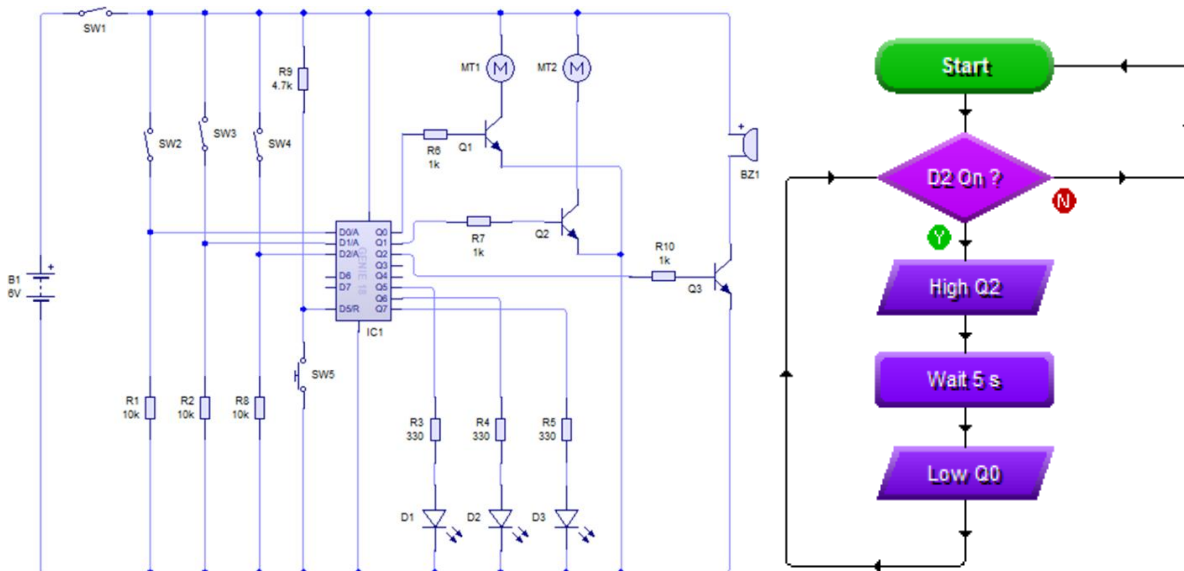 SW1
R9
4.7k
MT1
M
MT2
M
SW2
SW3
SW4
R6
1k
Q1
+
BZ1
R7
1k
Q2
R10
1k
Q3
D0/A
D1/A
D2/A
D6
D7
D5/R
GENIE 18
Q0
Q1
Q2
Q3
Q4
Q5
Q6
Q7
IC1
B1
6V
+
SW5
R1
10k
R2
10k
R8
10k
R3
330
R4
330
R5
330
D1
D2
D3
Start
D2 On ?
N
Y
High Q2
Wait 5 s
Low Q0